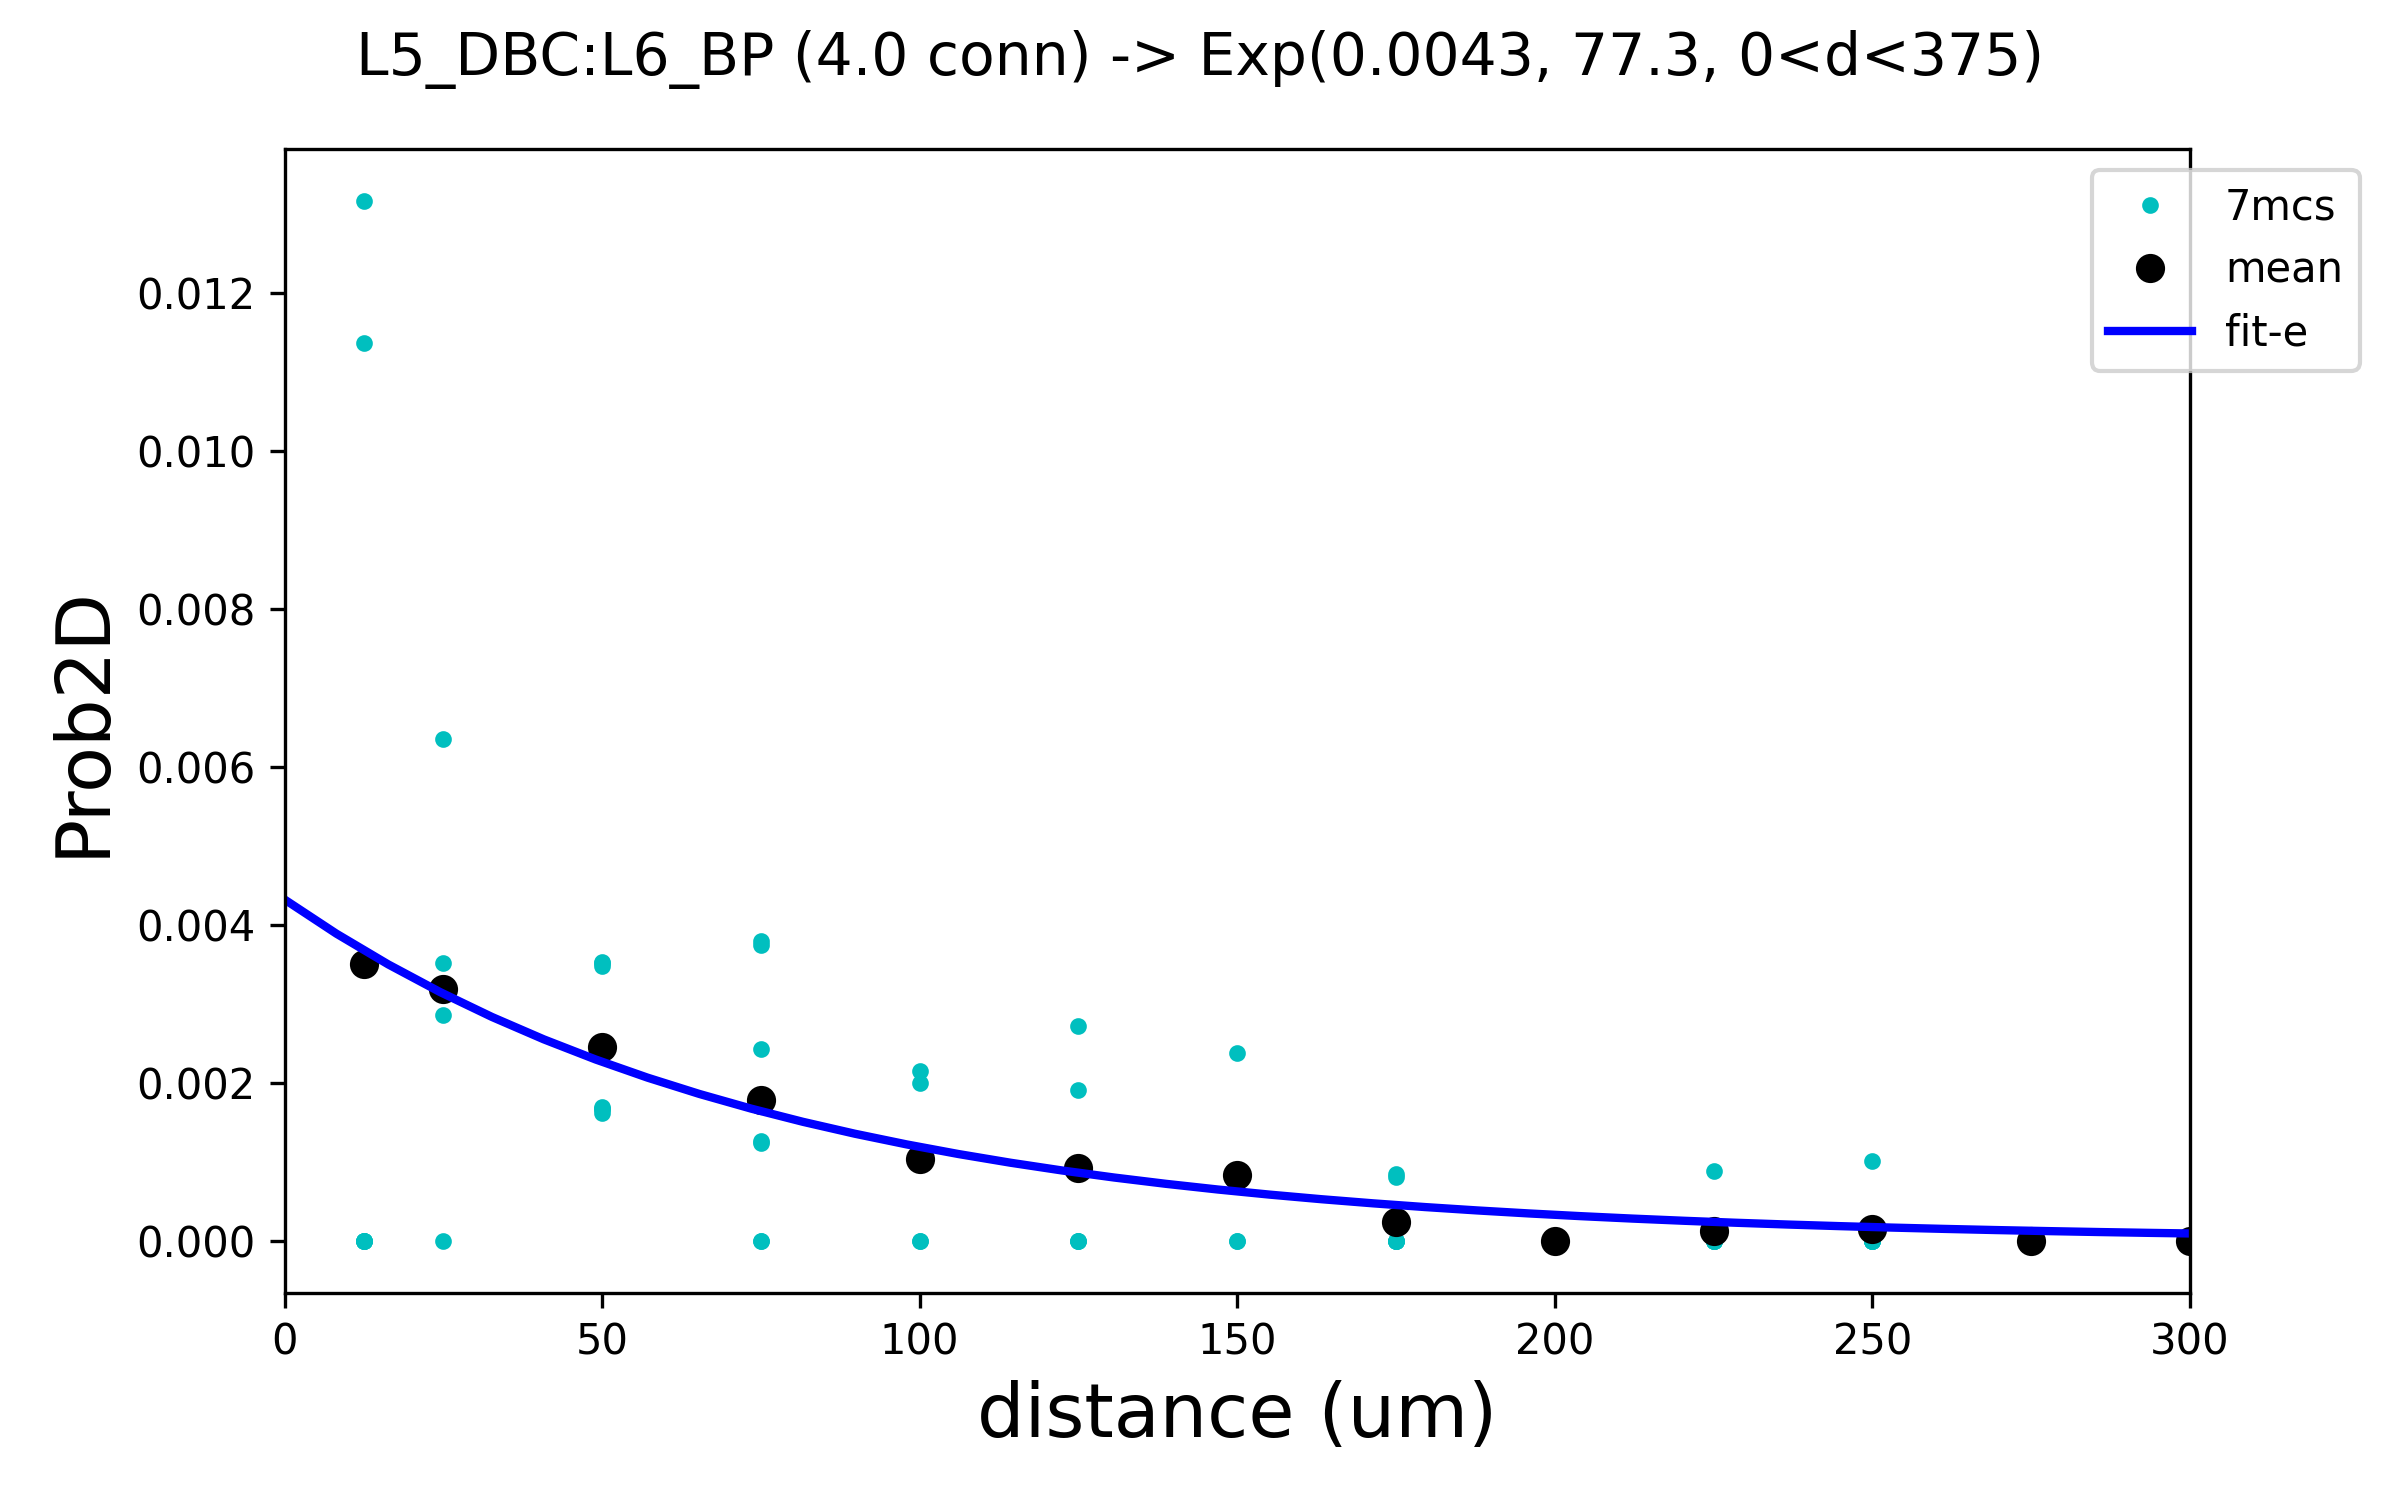 L5_DBC:L6_BP (4.0 conn) -> Exp(0.0043, 77.3, 0<d<375)
7mcs
mean
fit-e
Prob2D
0.012
0.010
0.008
0.006
0.004
0.002
0.000
0 50 100 150 200 250 300
distance (um)